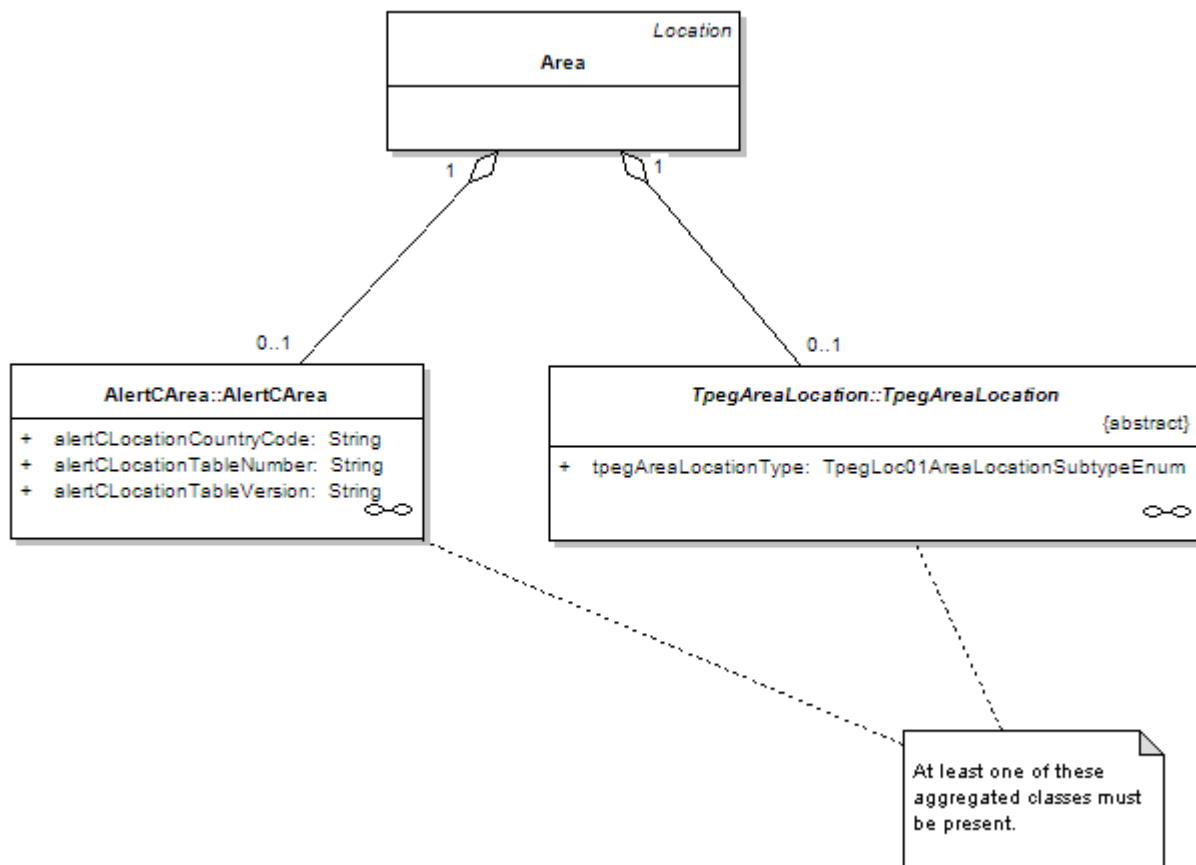 Location
Area
1
1
0..1
0..1
AlertCArea::AlertCArea
+ alertCLocationCountryCode: String
+ alertCLocationTableNumber: String
+ alertCLocationTableVersion: String
TpegAreaLocation::TpegAreaLocation
{abstract}
+ tpegAreaLocationType: TpegLoc01AreaLocationSubtypeEnum
At least one of these
aggregated classes must
be present.